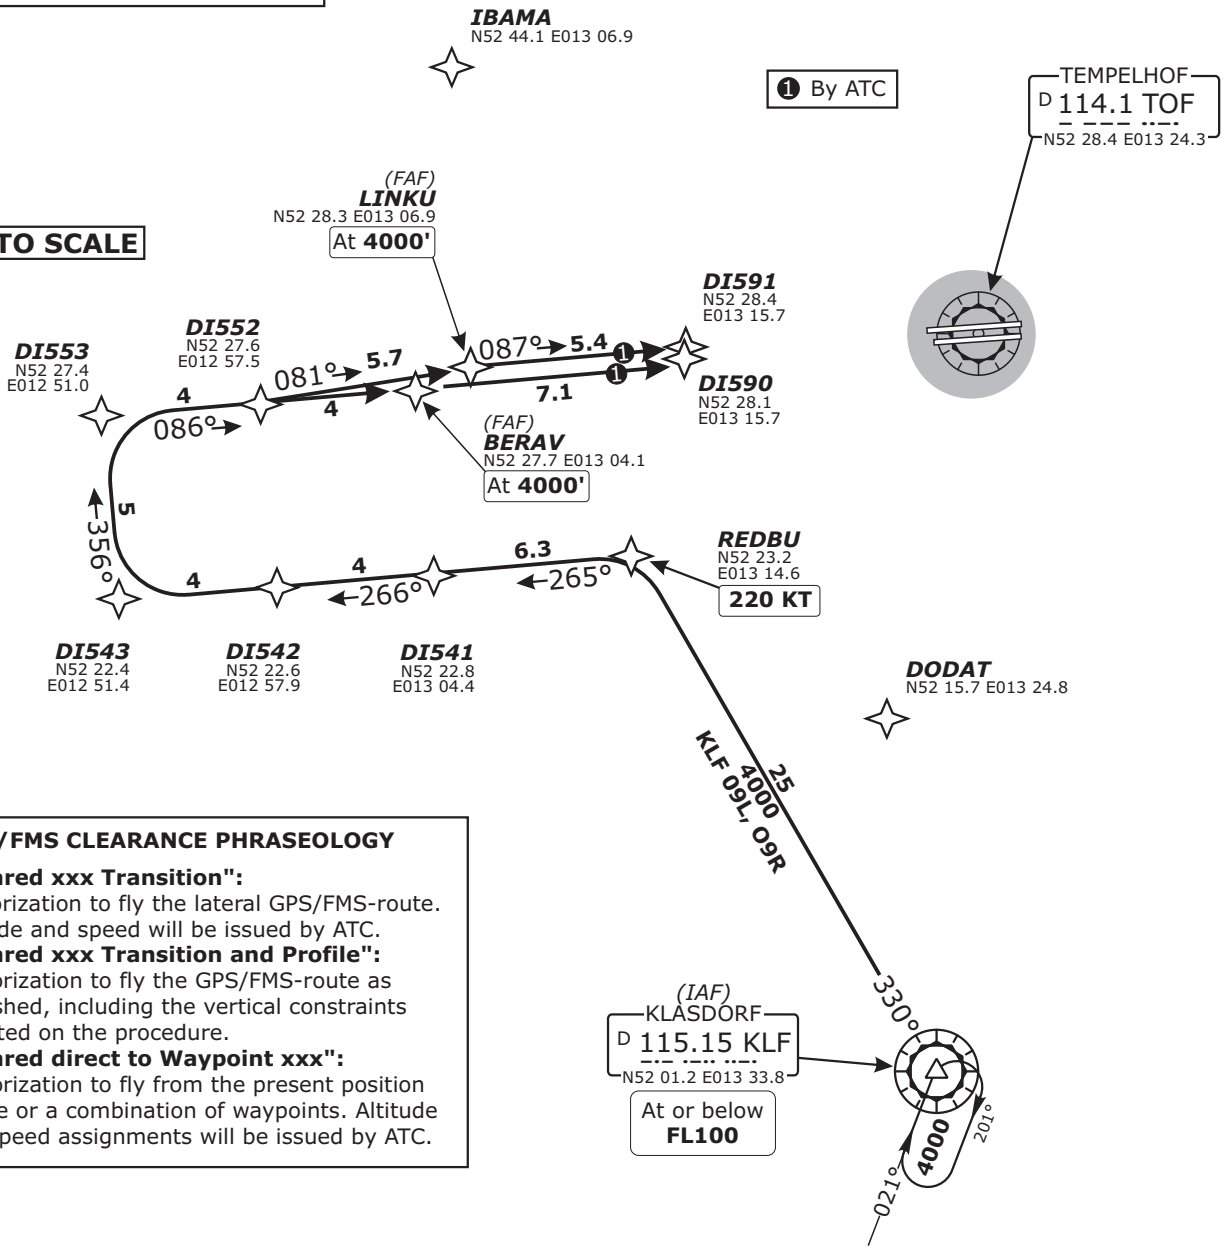 IBAMA
N52 44.1 E013 06.9
1 By ATC
TEMPELHOF
D 114.1 TOF
N52 28.4 E013 24.3
(FAF)
LINKU
N52 28.3 E013 06.9
At 4000'
TO SCALE
DI591
N52 28.4
E013 15.7
DI552
N52 27.6
E012 57.5
DI553
N52 27.4
E012 51.0
081°
5.7
087°
5.4
1
1
7.1
DI590
N52 28.1
E013 15.7
4
086°
4
(FAF)
BERAV
N52 27.7 E013 04.1
At 4000'
5
356°
4
4
266°
6.3
265°
REDBU
N52 23.2
E013 14.6
220 KT
DI543
N52 22.4
E012 51.4
DI542
N52 22.6
E012 57.9
DI541
N52 22.8
E013 04.4
DODAT
N52 15.7 E013 24.8
25
4000
KLF 09L, O9R
/FMS CLEARANCE PHRASEOLOGY
ared xxx Transition":
orization to fly the lateral GPS/FMS-route.
de and speed will be issued by ATC.
ared xxx Transition and Profile":
orization to fly the GPS/FMS-route as
shed, including the vertical constraints
ted on the procedure.
ared direct to Waypoint xxx":
orization to fly from the present position
e or a combination of waypoints. Altitude
speed assignments will be issued by ATC.
330°
(IAF)
KLASDORF
D 115.15 KLF
N52 01.2 E013 33.8
At or below
FL100
4000
201°
021°